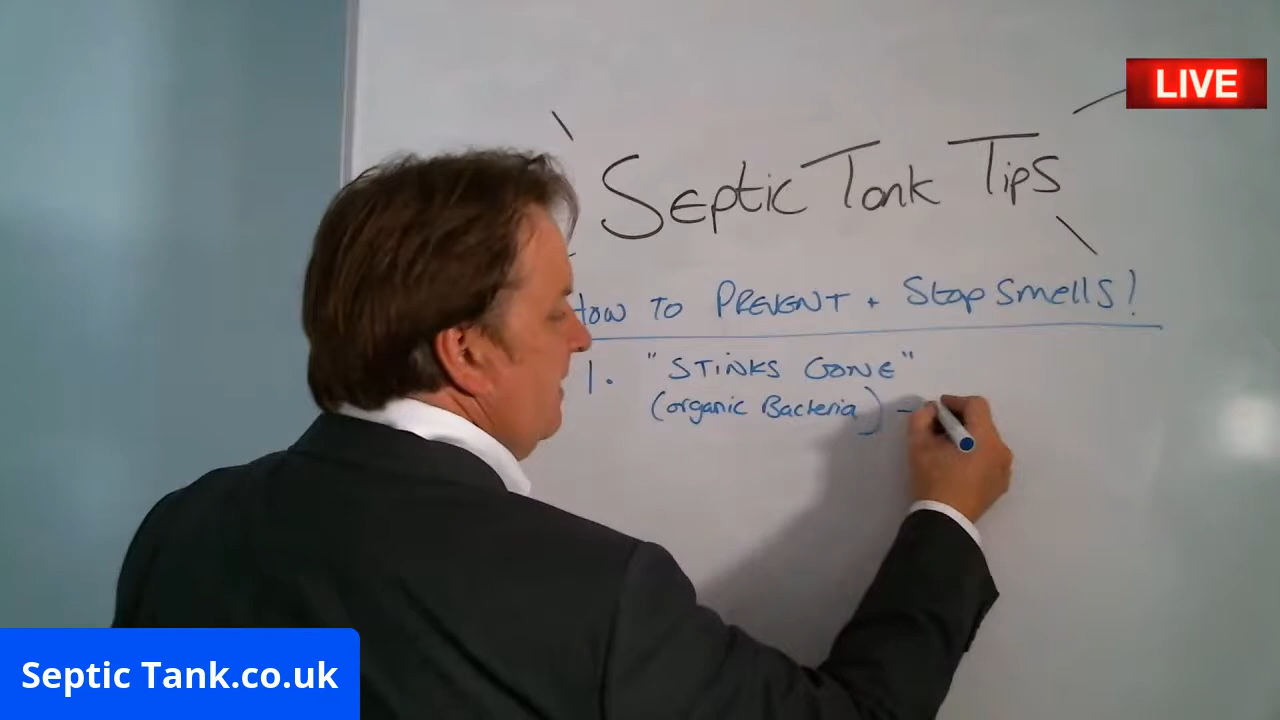 LIVE
Septic Tank Tips
How to PREVENT + Stop Smells!
1. "STiNKS GONE"
(organic Bacteria) -
Septic Tank.co.uk